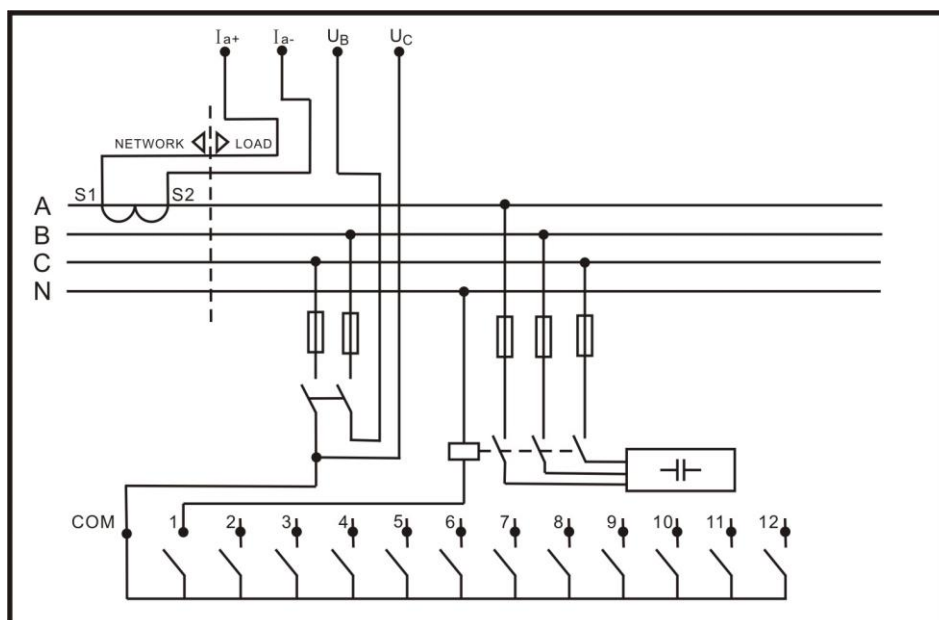 Ia+ Ia- UB UC
NETWORK LOAD
S1 S2
A
B
C
N
COM 1 2 3 4 5 6 7 8 9 10 11 12